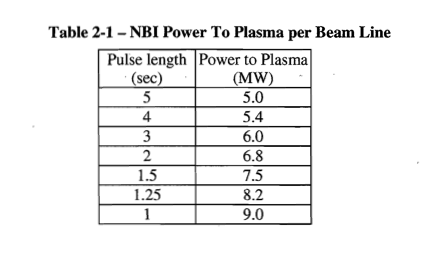 Table 2-1 – NBI Power To Plasma per Beam Line
Pulse length Power to Plasma
(sec) (MW)
5 5.0
4 5.4
3 6.0
2 6.8
1.5 7.5
1.25 8.2
1 9.0